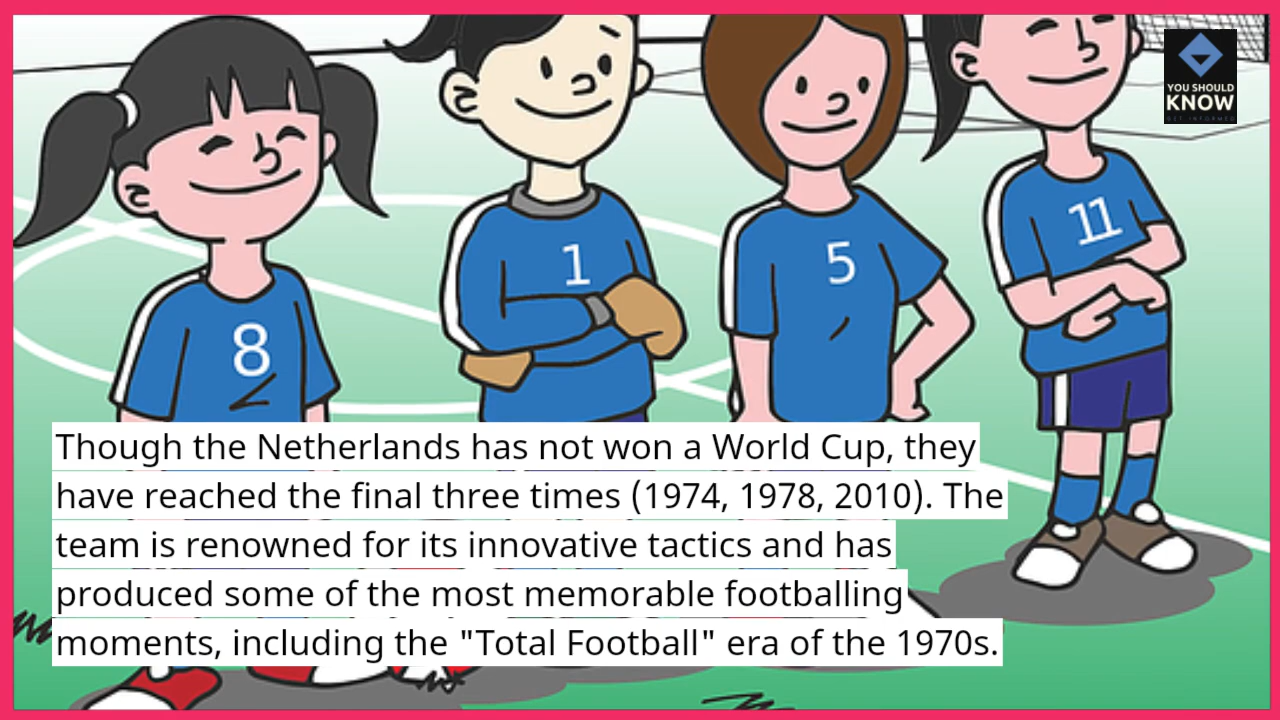 YOU SHOULD
KNOW
GET INFORMED
8
1
5
11
Though the Netherlands has not won a World Cup, they
have reached the final three times (1974, 1978, 2010). The
team is renowned for its innovative tactics and has
produced some of the most memorable footballing
moments, including the "Total Football" era of the 1970s.